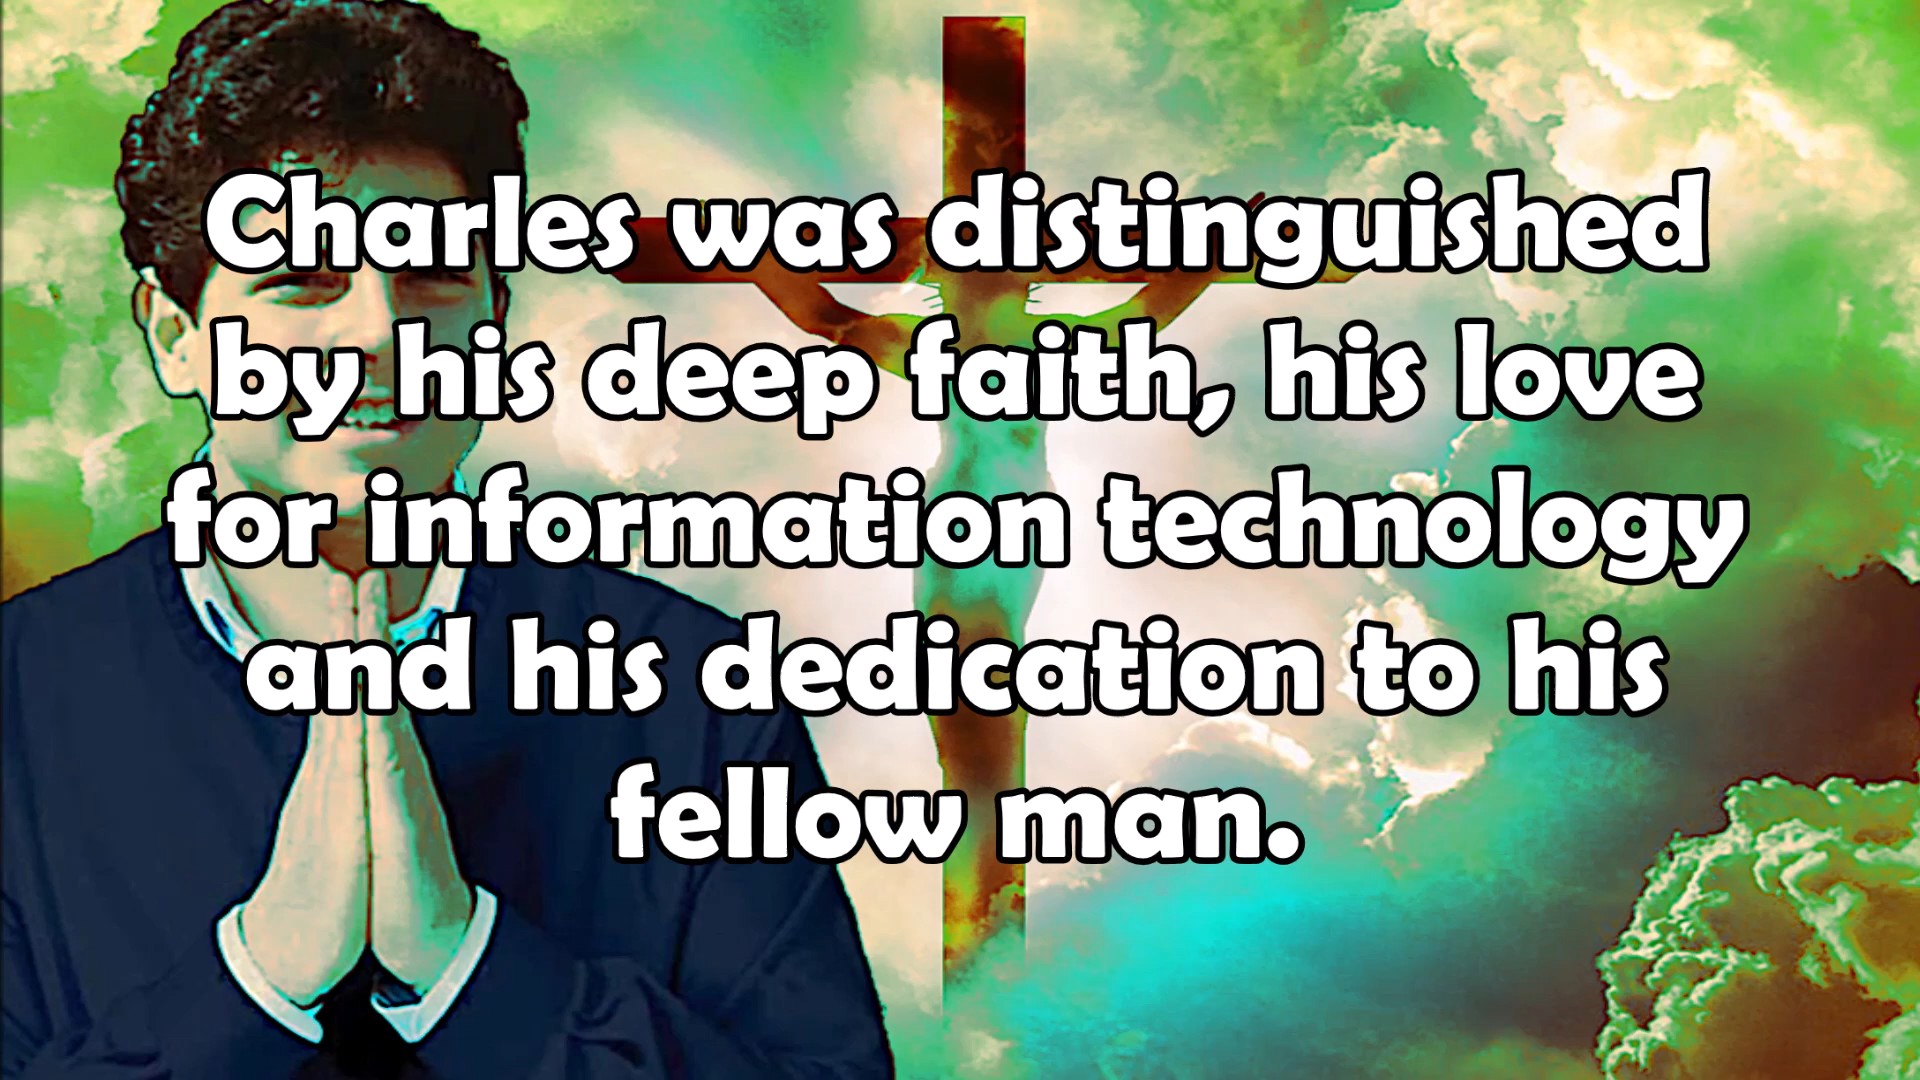 Charles was distinguished
by his deep faith, his love
for information technology
and his dedication to his
fellow man.